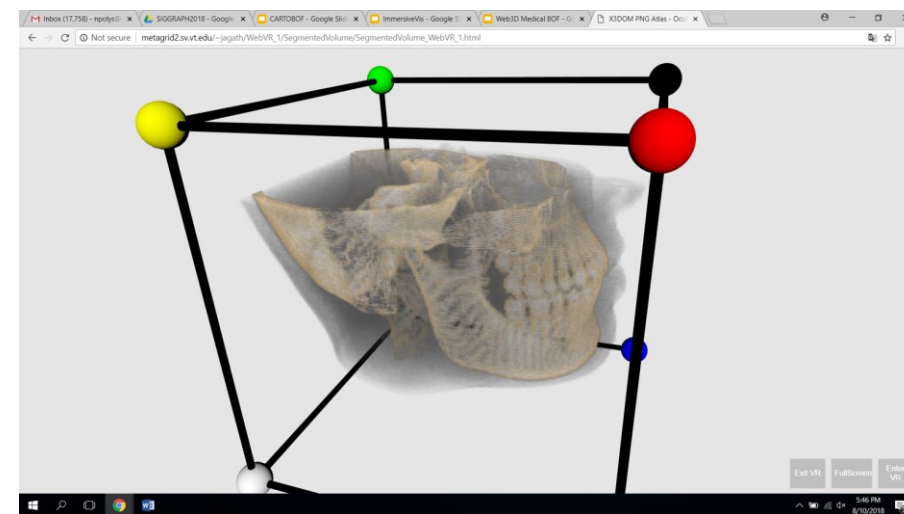 Inbox (17,758) - npolys@
SIGGRAPH2018 - Google
CARTOBOF - Google Slid
ImmersiveVis - Google Sl
Web3D Medical BOF - G
X3DOM PNG Atlas - Ocu
Not secure | metagrid2.sv.vt.edu/~jagath/WebVR_1/SegmentedVolume/SegmentedVolume_WebVR_1.html
Exit VR
FullScreen
Enter
VR
5:46 PM
8/10/2018